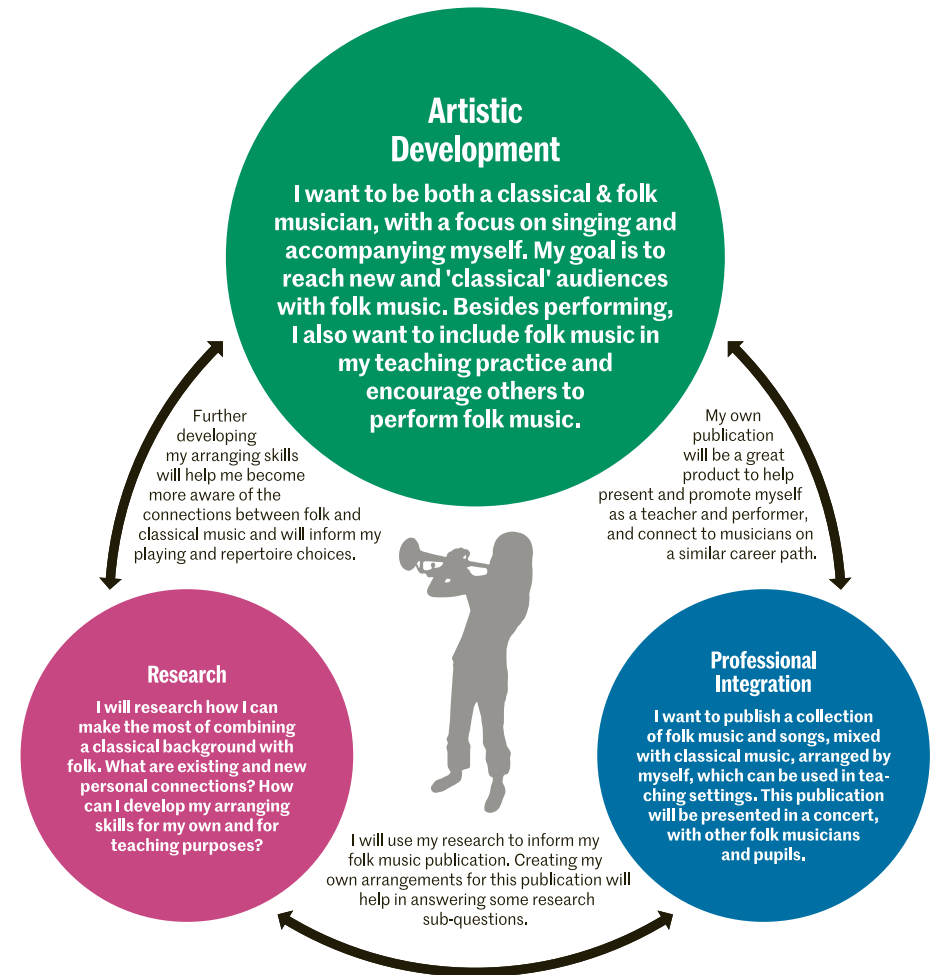 Artistic
Development
I want to be both a classical & folk
musician, with a focus on singing and
accompanying myself. My goal is to
reach new and 'classical' audiences
with folk music. Besides performing,
I also want to include folk music in
my teaching practice and
encourage others to
perform folk music.
Further
developing
my arranging skills
will help me become
more aware of the
connections between folk and
classical music and will inform my
playing and repertoire choices.
My own
publication
will be a great
product to help
present and promote myself
as a teacher and performer,
and connect to musicians on
a similar career path.
Research
I will research how I can
make the most of combining
a classical background with
folk. What are existing and new
personal connections? How
can I develop my arranging
skills for my own and for
teaching purposes?
Professional
Integration
I want to publish a collection
of folk music and songs, mixed
with classical music, arranged by
myself, which can be used in tea-
ching settings. This publication
will be presented in a concert,
with other folk musicians
and pupils.
I will use my research to inform my
folk music publication. Creating my
own arrangements for this publication will
help in answering some research
sub-questions.